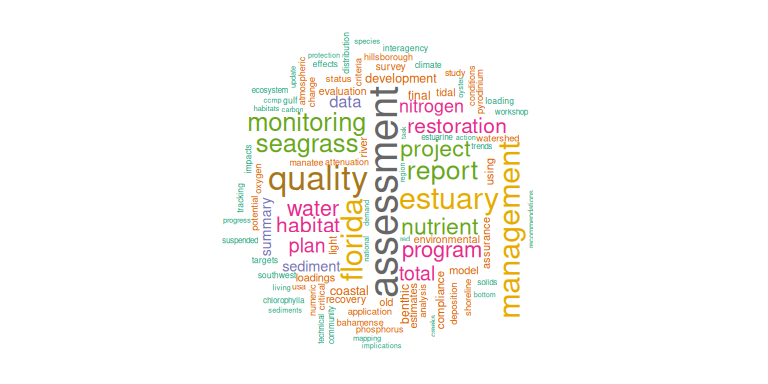 species
interagency
hillsborough
protection
distribution
effects
survey
climate
criteria
status
development
study
atmospheric
update
change
ecosystem
evaluation
data
final
tidal
oyster
conditions
pyrodinium
ccmp
gulf
habitats
carbon
nitrogen
loading
workshop
monitoring
restoration
task
seagrass
river
estuarine
action
watershed
project
trends
impacts
manatee
attenuation
region
report
using
oxygen
quality
assessment
estuary
management
tracking
potential
water
florida
demand
recommendations
progress
habitat
nutrient
summary
plan
light
national
red
environmental
suspended
program
assurance
targets
sediment
total
model
southwest
loadings
solids
living
usa
coastal
benthic
estimates
analysis
compliance
deposition
shoreline
bottom
chlorophylla
numeric
critical
recovery
old
sediments
application
technical
community
bahamense
phosphorus
mapping
implications